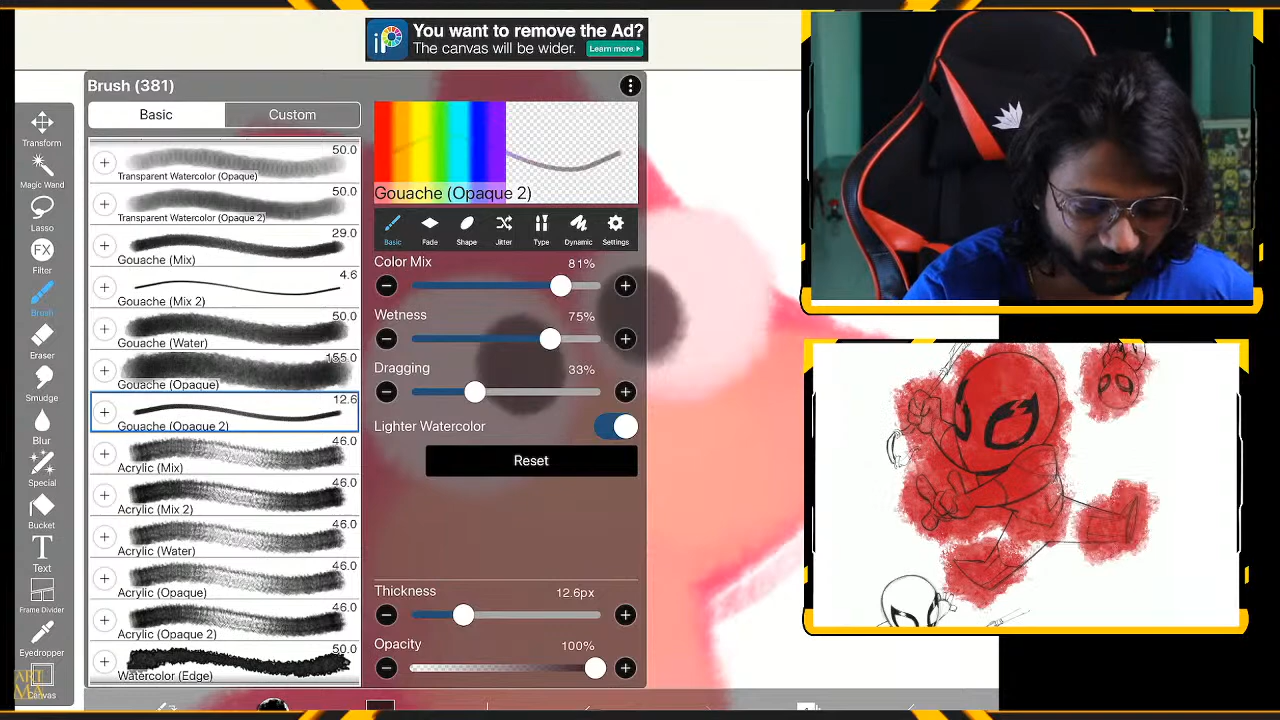 You want to remove the Ad?
The canvas will be wider.
Learn more
Brush (381)
Basic
Custom
Transform
Magic Wand
Lasso
FX
Filter
Brush
Eraser
Smudge
Blur
Special
Bucket
T
Text
Frame Divider
Eyedropper
Canvas
50.0
Transparent Watercolor (Opaque)
50.0
Transparent Watercolor (Opaque 2)
29.0
Gouache (Mix)
4.6
Gouache (Mix 2)
50.0
Gouache (Water)
155.0
Gouache (Opaque)
12.6
Gouache (Opaque 2)
46.0
Acrylic (Mix)
46.0
Acrylic (Mix 2)
46.0
Acrylic (Water)
46.0
Acrylic (Opaque)
46.0
Acrylic (Opaque 2)
50.0
Watercolor (Edge)
Gouache (Opaque 2)
Basic
Fade
Shape
Jitter
Type
Dynamic
Settings
Color Mix 81%
Wetness 75%
Dragging 33%
Lighter Watercolor
Reset
Thickness 12.6px
Opacity 100%